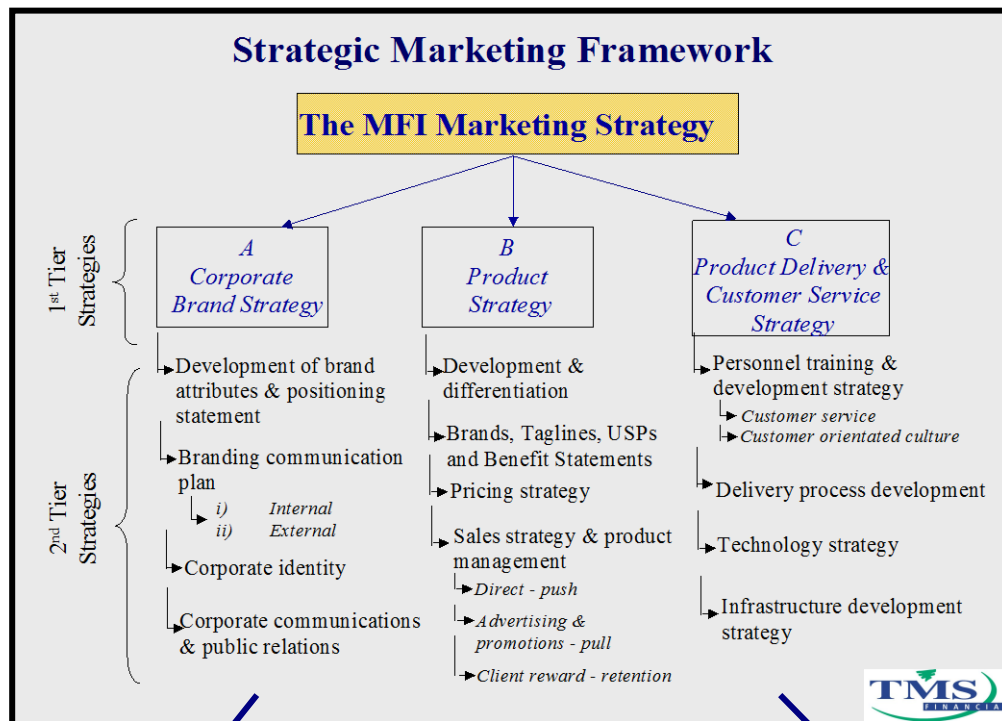 Strategic Marketing Framework
The MFI Marketing Strategy
1st Tier
Strategies
A
Corporate
Brand Strategy
B
Product
Strategy
C
Product Delivery &
Customer Service
Strategy
2nd Tier
Strategies
Development of brand
attributes & positioning
statement
Branding communication
plan
i) Internal
ii) External
Corporate identity
Corporate communications
& public relations
Development &
differentiation
Brands, Taglines, USPs
and Benefit Statements
Pricing strategy
Sales strategy & product
management
Direct - push
Advertising &
promotions - pull
Client reward - retention
Personnel training &
development strategy
Customer service
Customer orientated culture
Delivery process development
Technology strategy
Infrastructure development
strategy
TMS
FINANCIA